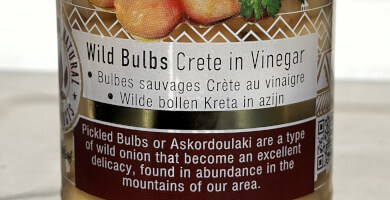 NATURAL
Wild Bulbs Crete in Vinegar
• Bulbes sauvages Crète au vinaigre
• Wilde bollen Kreta in azijn
Pickled Bulbs or Askordoulaki are a type
of wild onion that become an excellent
delicacy, found in abundance in the
mountains of our area.